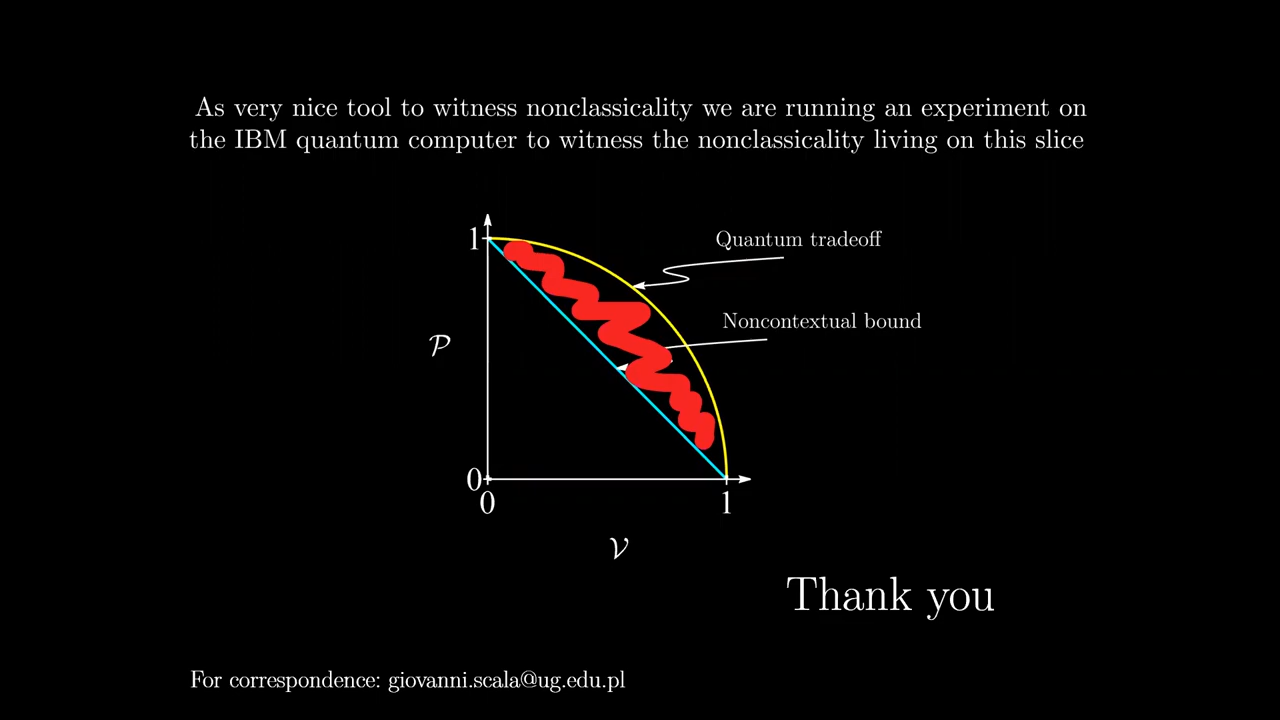 As very nice tool to witness nonclassicality we are running an experiment on
the IBM quantum computer to witness the nonclassicality living on this slice
1
Quantum tradeoff
Noncontextual bound
𝒫
0
0
1
𝒱
Thank you
For correspondence: giovanni.scala@ug.edu.pl